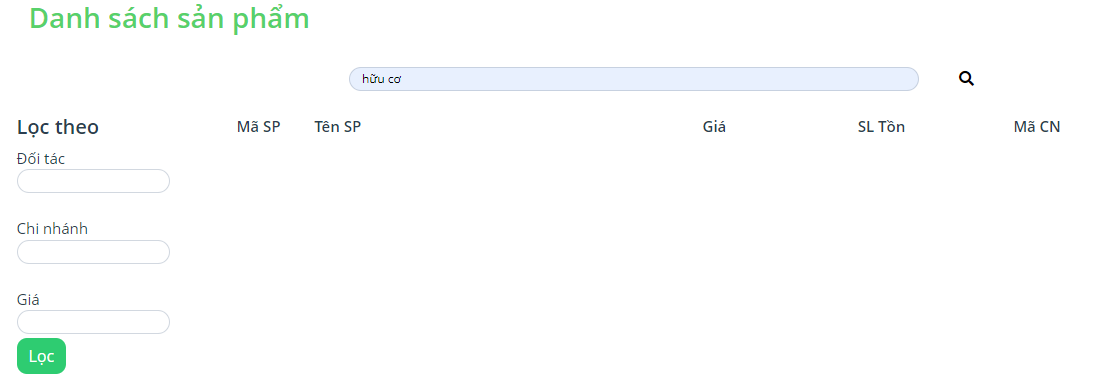 Danh sách sản phẩm
hữu cơ
Lọc theo
Mã SP Tên SP Giá SL Tồn Mã CN
Đối tác
Chi nhánh
Giá
Lọc